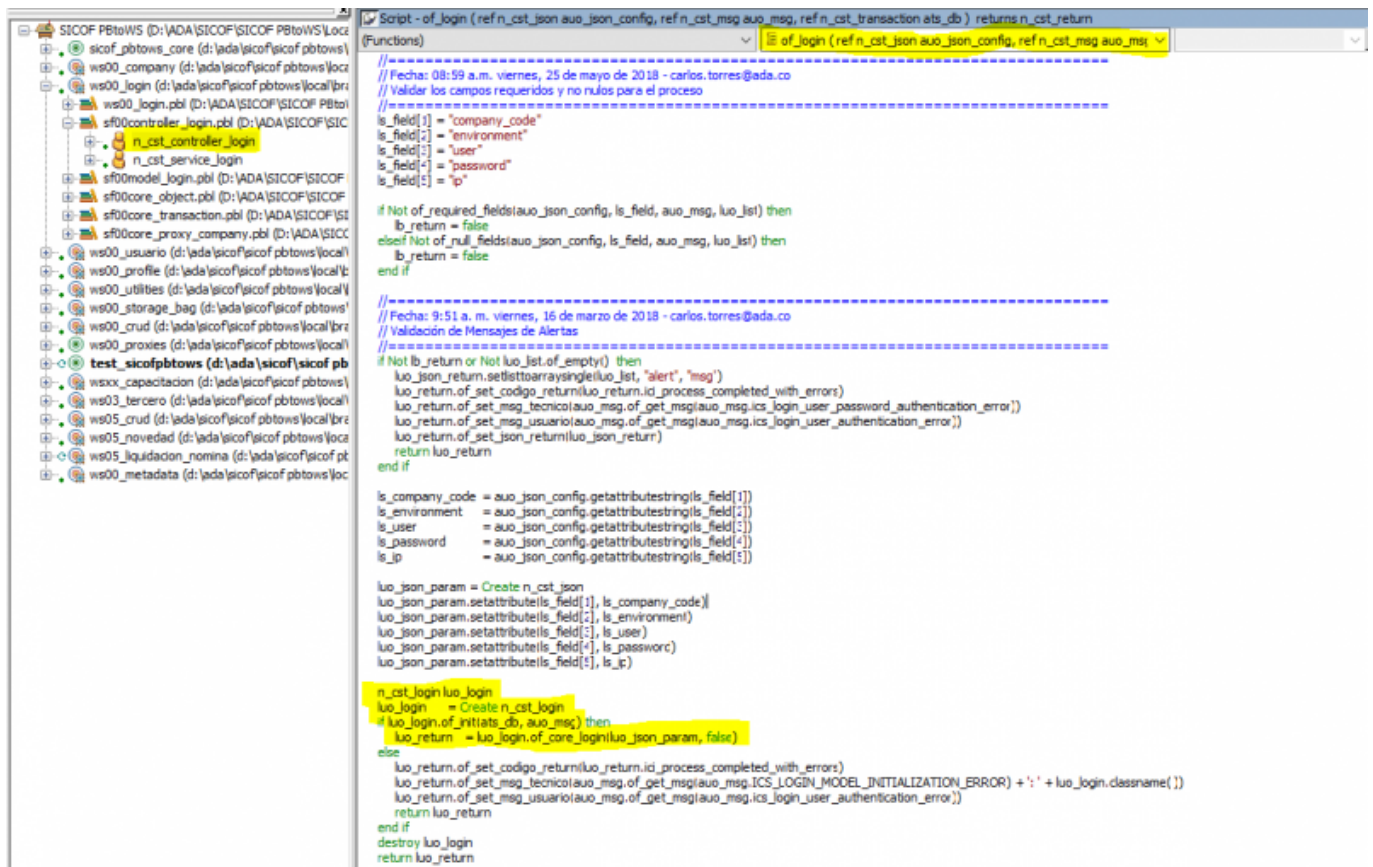 SICOF PBtoWS (D:\ADA\SICOF\SICOF PBtoWS\Loca
sicof_pbtows_core (d:\ada\sicof\sicof pbtows\
ws00_company (d:\ada\sicof\sicof pbtows\loca
ws00_login (d:\ada\sicof\sicof pbtows\local\bra
ws00_login.pbl (D:\ADA\SICOF\SICOF PBto
sf00controller_login.pbl (D:\ADA\SICOF\SIC
n_cst_controller_login
n_cst_service_login
sf00model_login.pbl (D:\ADA\SICOF\SICOF
sf00core_object.pbl (D:\ADA\SICOF\SICOF
sf00core_transaction.pbl (D:\ADA\SICOF\SI
sf00core_proxy_company.pbl (D:\ADA\SICC
ws00_usuario (d:\ada\sicof\sicof pbtows\local\
ws00_profile (d:\ada\sicof\sicof pbtows\local\b
ws00_utilities (d:\ada\sicof\sicof pbtows\local\
ws00_storage_bag (d:\ada\sicof\sicof pbtows\
ws00_crud (d:\ada\sicof\sicof pbtows\local\bra
ws00_proxies (d:\ada\sicof\sicof pbtows\local\
test_sicofpbtows (d:\ada\sicof\sicof pb
wsxx_capacitacion (d:\ada\sicof\sicof pbtows\
ws03_tercero (d:\ada\sicof\sicof pbtows\local\
ws05_crud (d:\ada\sicof\sicof pbtows\local\bra
ws05_novedad (d:\ada\sicof\sicof pbtows\loca
ws05_liquidacion_nomina (d:\ada\sicof\sicof pb
ws00_metadata (d:\ada\sicof\sicof pbtows\loc
Script - of_login ( ref n_cst_json auo_json_config, ref n_cst_msg auo_msg, ref n_cst_transaction ats_db ) returns n_cst_return
(Functions)
of_login ( ref n_cst_json auo_json_config, ref n_cst_msg auo_msg
//==============================================================
// Fecha: 08:59 a.m. viernes, 25 de mayo de 2018 - carlos.torres@ada.co
// Validar los campos requeridos y no nulos para el proceso
//==============================================================
ls_field[1] = "company_code"
ls_field[2] = "environment"
ls_field[3] = "user"
ls_field[4] = "password"
ls_field[5] = "ip"
if Not of_required_fields(auo_json_config, ls_field, auo_msg, luo_list) then
lb_return = false
elseif Not of_null_fields(auo_json_config, ls_field, auo_msg, luo_list) then
lb_return = false
end if
//==============================================================
// Fecha: 9:51 a. m. viernes, 16 de marzo de 2018 - carlos.torres@ada.co
// Validación de Mensajes de Alertas
//==============================================================
if Not lb_return or Not luo_list.of_empty() then
luo_json_return.setlisttoarraysingle(luo_list, "alert", "msg")
luo_return.of_set_codigo_return(luo_return.ici_process_completed_with_errors)
luo_return.of_set_msg_tecnico(auo_msg.of_get_msg(auo_msg.ics_login_user_password_authentication_error))
luo_return.of_set_msg_usuario(auo_msg.of_get_msg(auo_msg.ics_login_user_authentication_error))
luo_return.of_set_json_return(luo_json_return)
return luo_return
end if
ls_company_code = auo_json_config.getattributestring(ls_field[1])
ls_environment = auo_json_config.getattributestring(ls_field[2])
ls_user = auo_json_config.getattributestring(ls_field[3])
ls_password = auo_json_config.getattributestring(ls_field[4])
ls_ip = auo_json_config.getattributestring(ls_field[5])
luo_json_param = Create n_cst_json
luo_json_param.setattribute(ls_field[1], ls_company_code)
luo_json_param.setattribute(ls_field[2], ls_environment)
luo_json_param.setattribute(ls_field[3], ls_user)
luo_json_param.setattribute(ls_field[4], ls_password)
luo_json_param.setattribute(ls_field[5], ls_ip)
n_cst_login luo_login
luo_login = Create n_cst_login
if luo_login.of_init(ats_db, auo_msg) then
luo_return = luo_login.of_core_login(luo_json_param, false)
else
luo_return.of_set_codigo_return(luo_return.ici_process_completed_with_errors)
luo_return.of_set_msg_tecnico(auo_msg.of_get_msg(auo_msg.ICS_LOGIN_MODEL_INITIALIZATION_ERROR) + ': ' + luo_login.classname( ))
luo_return.of_set_msg_usuario(auo_msg.of_get_msg(auo_msg.ics_login_user_authentication_error))
return luo_return
end if
destroy luo_login
return luo_return